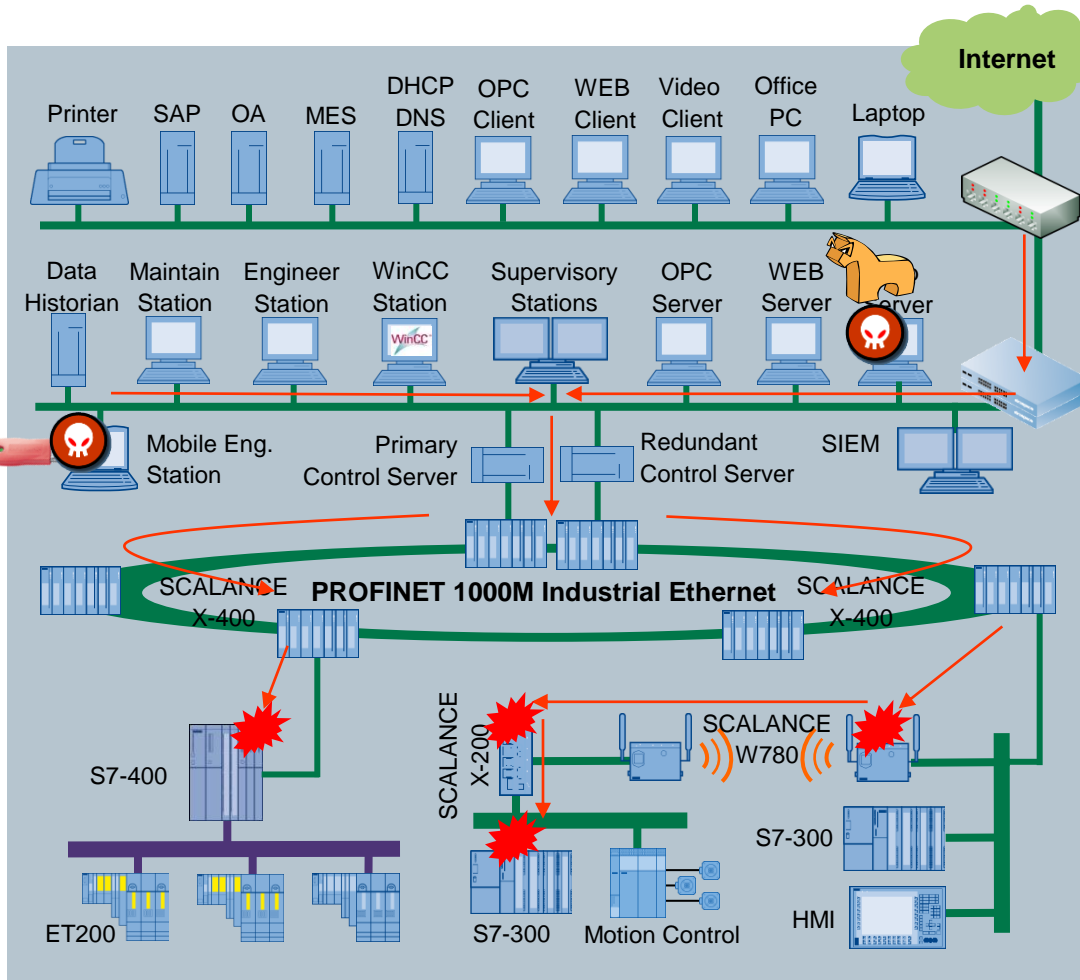 Internet
Printer
SAP
OA
MES
DHCP
DNS
OPC
Client
WEB
Client
Video
Client
Office
PC
Laptop
Data
Historian
Maintain
Station
Engineer
Station
WinCC
Station
WinCC
Supervisory
Stations
OPC
Server
WEB
Server
Mobile Eng.
Station
Primary
Control Server
Redundant
Control Server
SIEM
SCALANCE
X-400
PROFINET 1000M Industrial Ethernet
SCALANCE
X-400
S7-400
SCALANCE
X-200
SCALANCE
W780
S7-300
ET200
S7-300
Motion Control
HMI